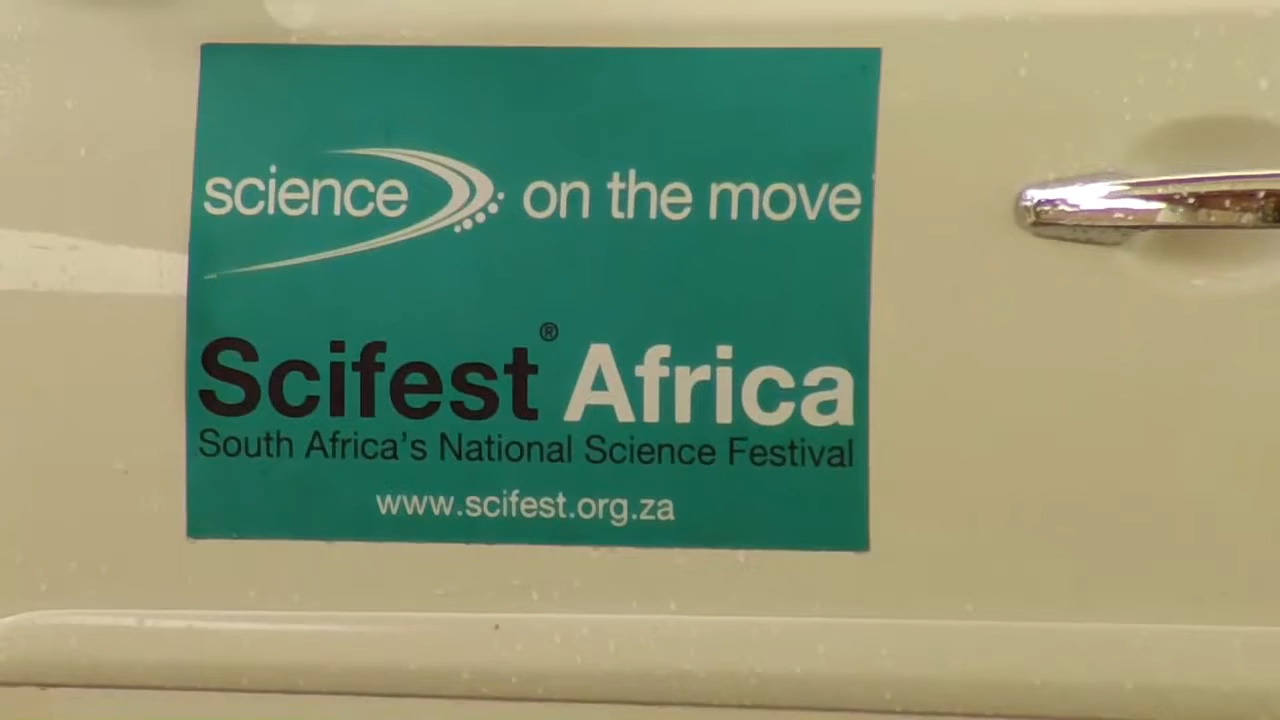 science on the move
Scifest® Africa
South Africa's National Science Festival
www.scifest.org.za